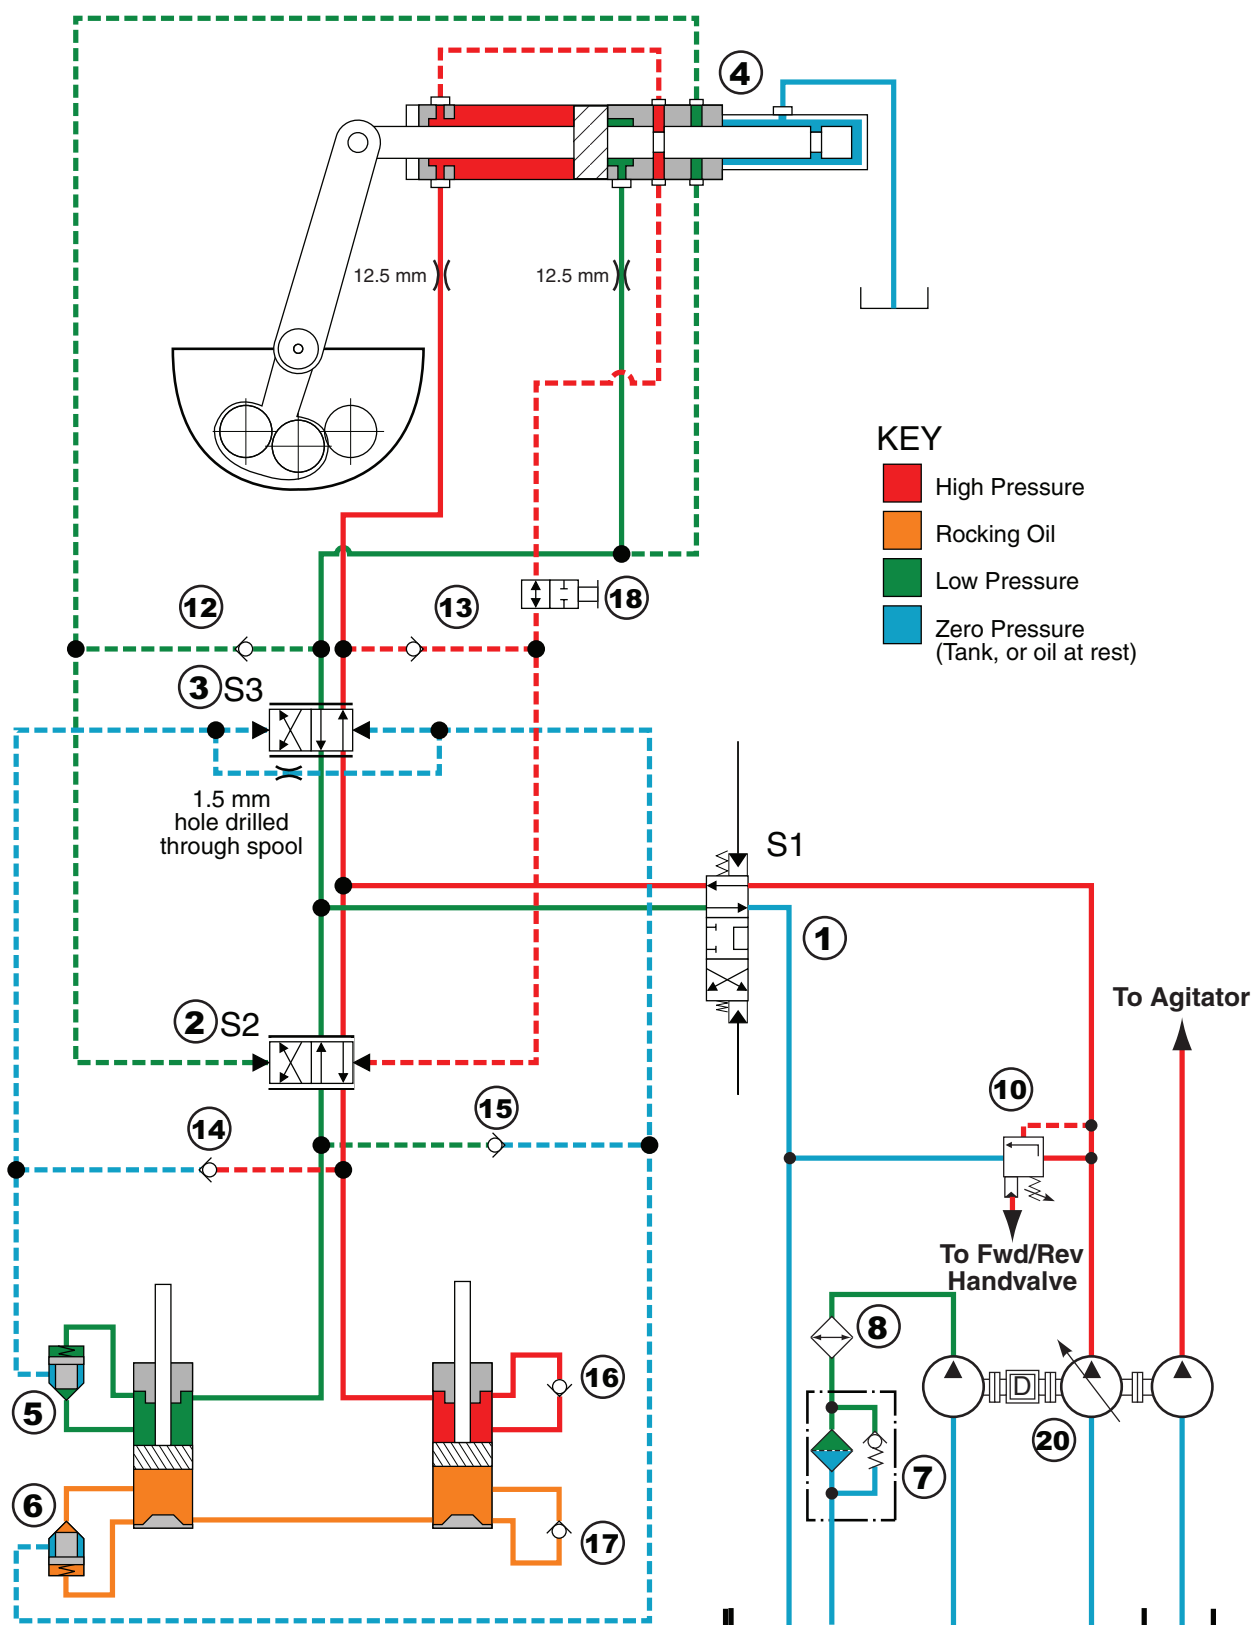 4
12.5 mm
12.5 mm
KEY
High Pressure
Rocking Oil
Low Pressure
Zero Pressure
(Tank, or oil at rest)
18
12
13
3 S3
1.5 mm
hole drilled
through spool
S1
1
2 S2
To Agitator
10
15
14
To Fwd/Rev
Handvalve
8
16
5
D
20
7
6
17